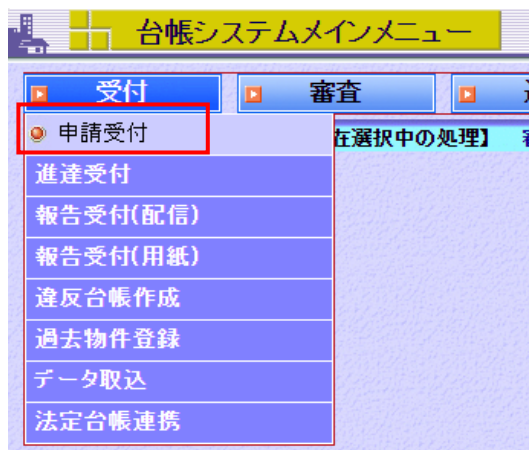 台帳システムメインメニュー
受付 審査
申請受付
在選択中の処理】
進達受付
報告受付(配信)
報告受付(用紙)
違反台帳作成
過去物件登録
データ取込
法定台帳連携